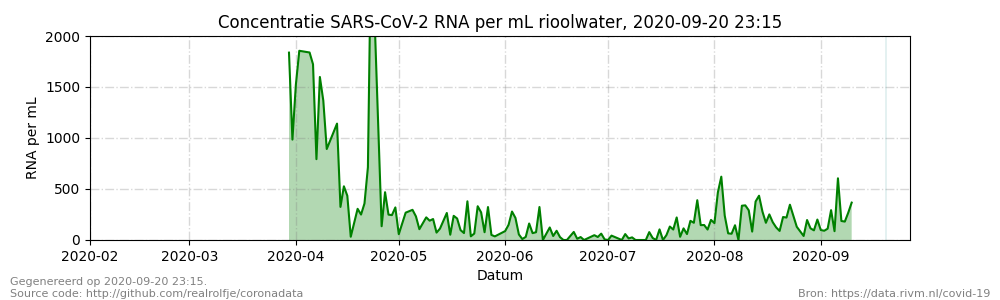 Concentratie SARS-CoV-2 RNA per mL rioolwater, 2020-09-20 23:15
2000
1500
1000
500
0
RNA per mL
2020-02 2020-03 2020-04 2020-05 2020-06 2020-07 2020-08 2020-09
Datum
Gegenereerd op 2020-09-20 23:15.
Source code: http://github.com/realrolfje/coronadata
Bron: https://data.rivm.nl/covid-19